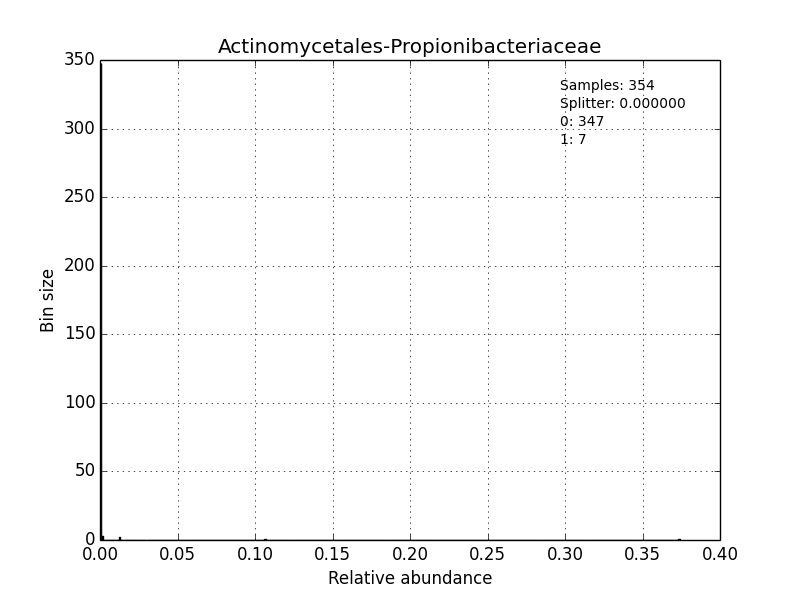 Actinomycetales-Propionibacteriaceae
350
300
250
200
150
100
50
0
Bin size
Samples: 354
Splitter: 0.000000
0: 347
1: 7
0.00 0.05 0.10 0.15 0.20 0.25 0.30 0.35 0.40
Relative abundance